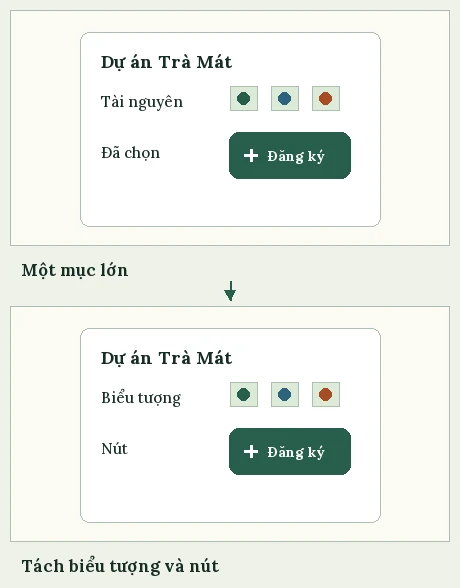 Dự án Trà Mát
Tài nguyên
Đã chọn
Đăng ký
Một mục lớn
Dự án Trà Mát
Biểu tượng
Nút
Đăng ký
Tách biểu tượng và nút